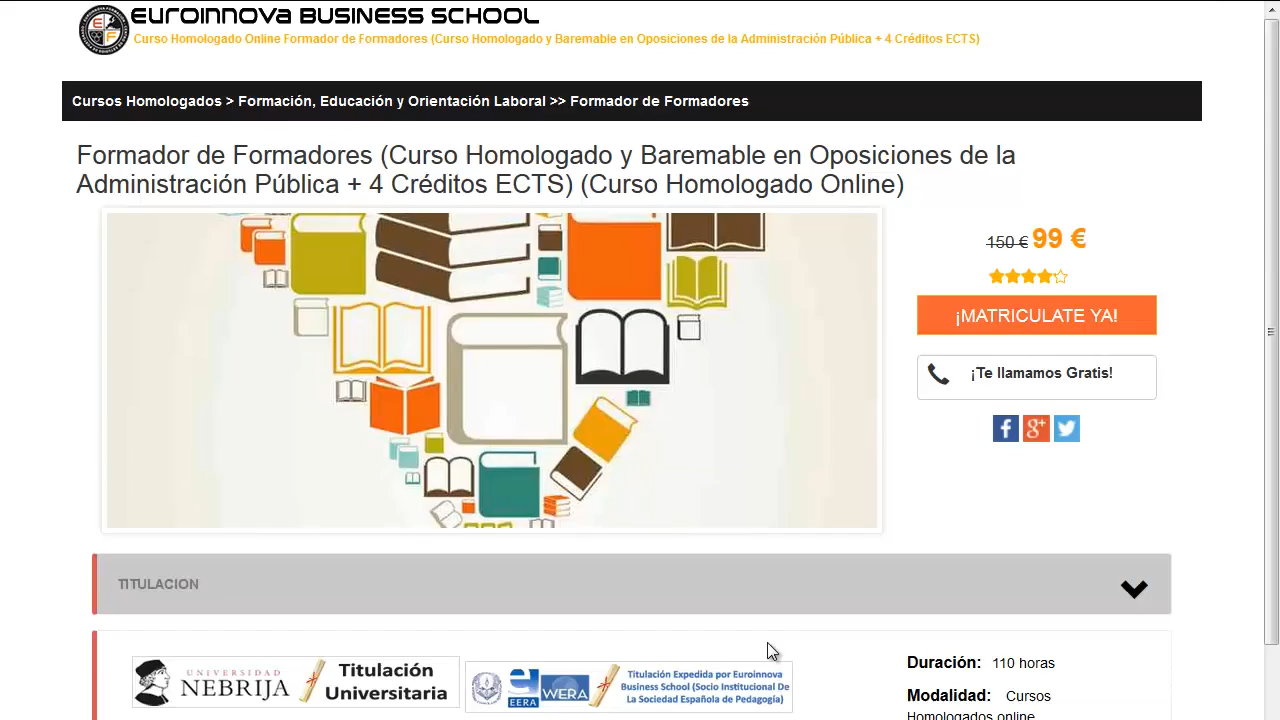 EUROINNOVA BUSINESS SCHOOL
Curso Homologado Online Formador de Formadores (Curso Homologado y Baremable en Oposiciones de la Administración Pública + 4 Créditos ECTS)
Cursos Homologados > Formación, Educación y Orientación Laboral >> Formador de Formadores
Formador de Formadores (Curso Homologado y Baremable en Oposiciones de la
Administración Pública + 4 Créditos ECTS) (Curso Homologado Online)
150 € 99 €
¡MATRICULATE YA!
¡Te llamamos Gratis!
TITULACION
UNIVERSIDAD
NEBRIJA
Titulación
Universitaria
EERA
WERA
Titulación Expedida por Euroinnova
Business School (Socio Institucional De
La Sociedad Española de Pedagogía)
Duración: 110 horas
Modalidad: Cursos
Homologados online